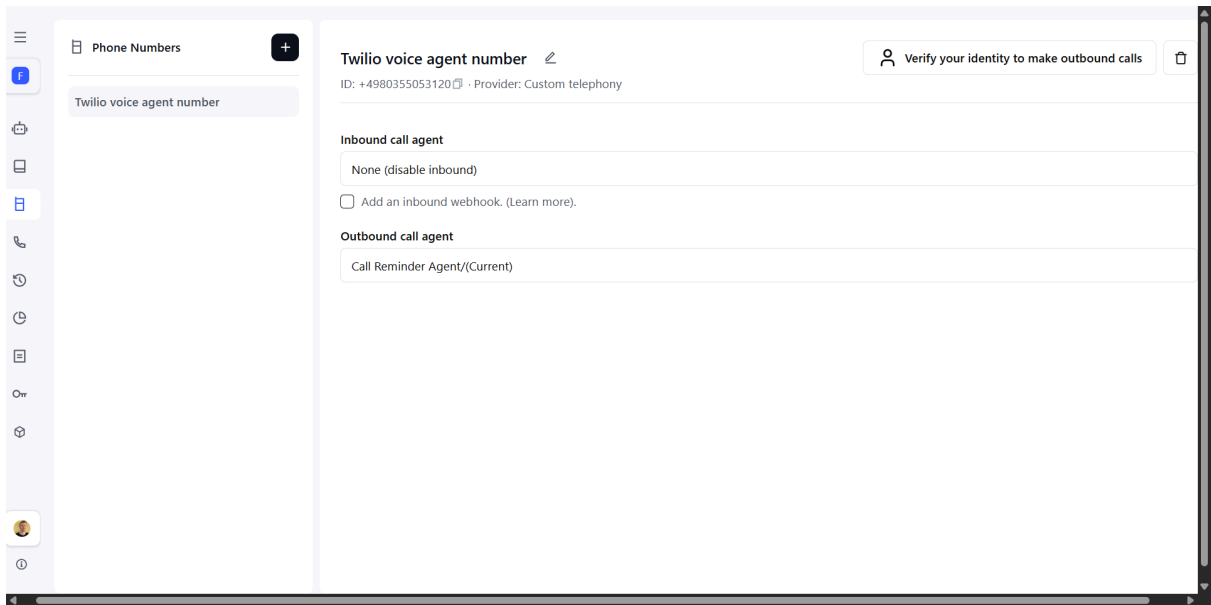 F
Phone Numbers
+
Twilio voice agent number
Twilio voice agent number
ID: +4980355053120 · Provider: Custom telephony
Verify your identity to make outbound calls
Inbound call agent
None (disable inbound)
Add an inbound webhook. (Learn more).
Outbound call agent
Call Reminder Agent/(Current)